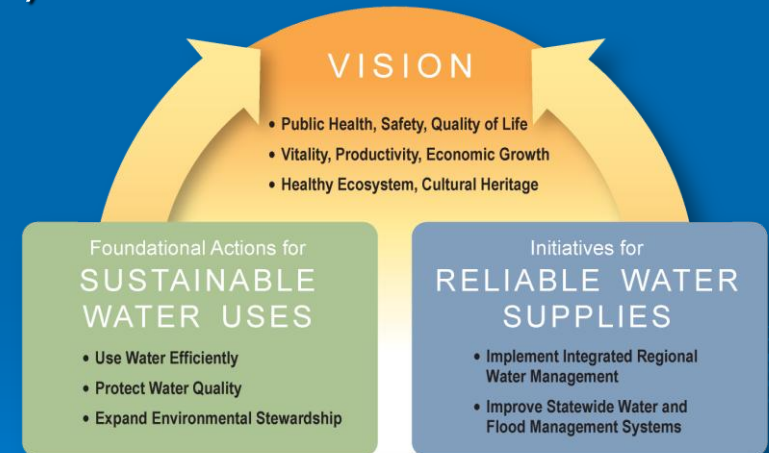 VISION
• Public Health, Safety, Quality of Life
• Vitality, Productivity, Economic Growth
• Healthy Ecosystem, Cultural Heritage
Foundational Actions for
SUSTAINABLE
WATER USES
• Use Water Efficiently
• Protect Water Quality
• Expand Environmental Stewardship
Initiatives for
RELIABLE WATER
SUPPLIES
• Implement Integrated Regional
Water Management
• Improve Statewide Water and
Flood Management Systems